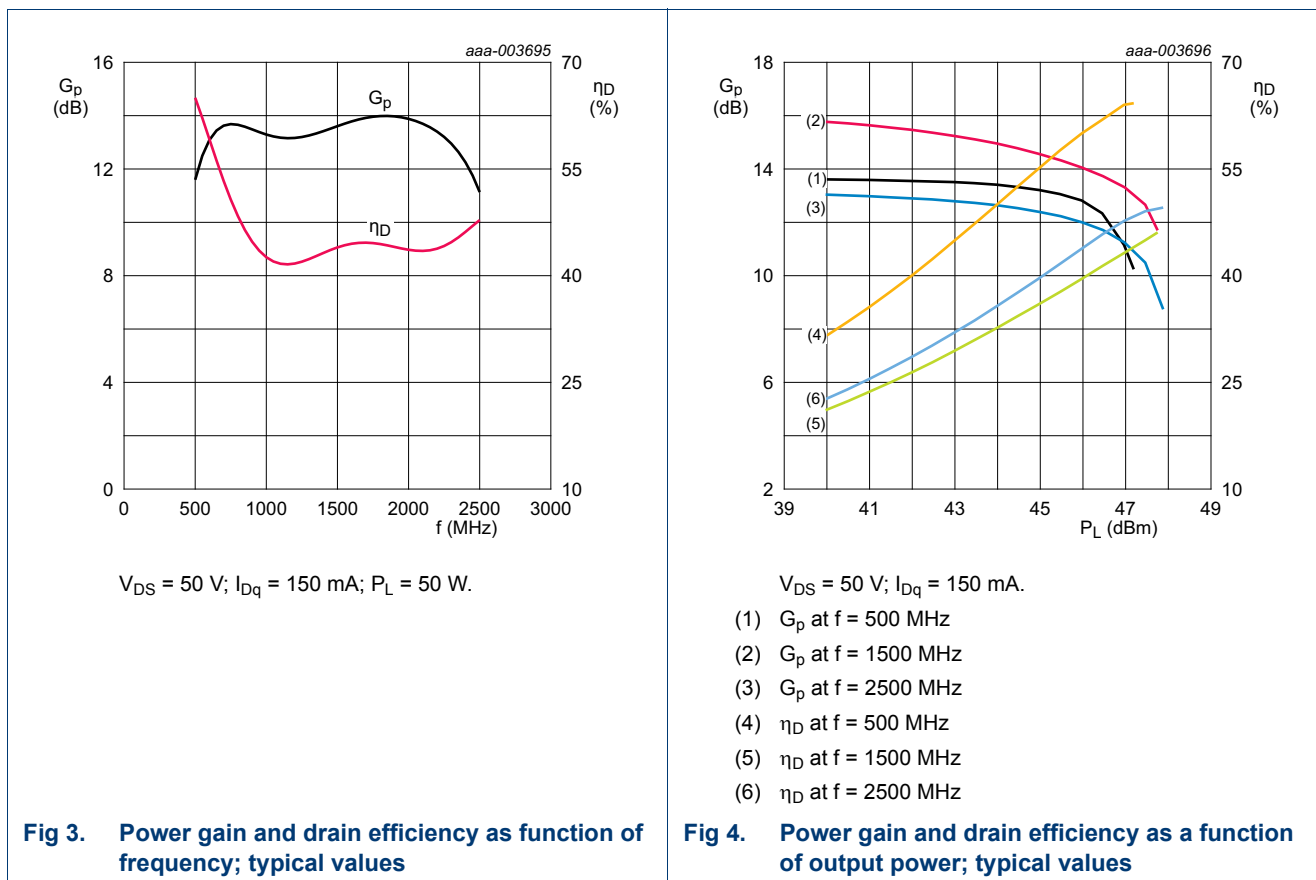 aaa-003695
16
70
Gp
(dB)
ηD
(%)
Gp
12
55
ηD
8
40
4
25
0
10
0 500 1000 1500 2000 2500 3000
f (MHz)
VDS = 50 V; IDq = 150 mA; PL = 50 W.
Fig 3. Power gain and drain efficiency as function of
frequency; typical values
aaa-003696
18
70
Gp
(dB)
ηD
(%)
(2)
14
55
(1)
(3)
10
40
(4)
6
25
(6)
(5)
2
10
39 41 43 45 47 49
PL (dBm)
VDS = 50 V; IDq = 150 mA.
(1) Gp at f = 500 MHz
(2) Gp at f = 1500 MHz
(3) Gp at f = 2500 MHz
(4) ηD at f = 500 MHz
(5) ηD at f = 1500 MHz
(6) ηD at f = 2500 MHz
Fig 4. Power gain and drain efficiency as a function
of output power; typical values